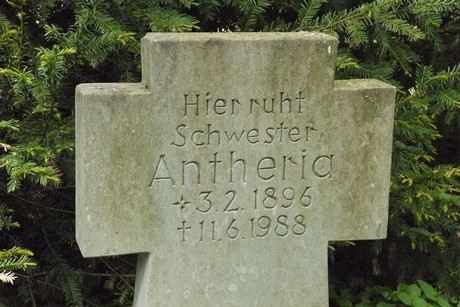 Hier ruht
Schwester
Antheria
✶ 3.2.1896
† 11.6.1988